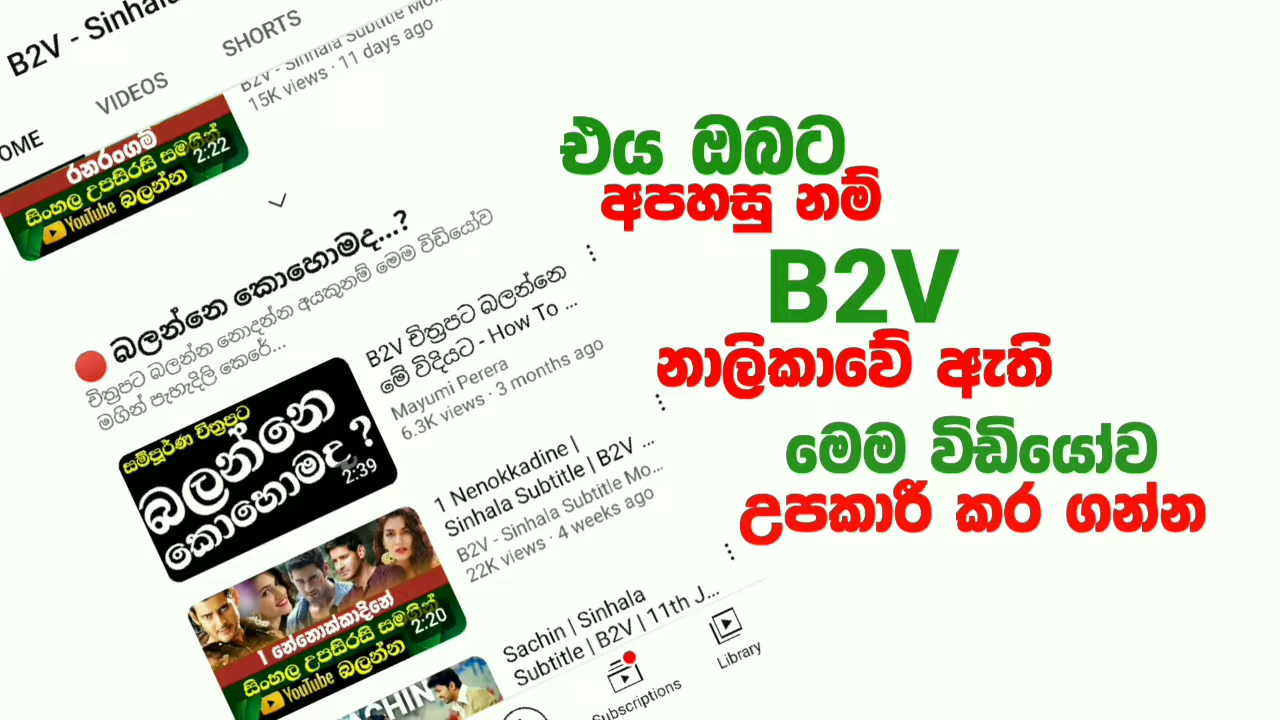 B2V - Sinhala
OME
VIDEOS
SHORTS
රනරංගම්
සිංහල උපසිරසි සමඟින්
YouTube බලන්න
2:22
B2V - Sinhala Subtitle Mo...
15K views · 11 days ago
බලන්නෙ කොහොමද...?
චිත්‍රපට බලන්න නොදන්න අයකුනම් මෙම විඩියෝව
මගින් පැහැදිලි කෙරේ...
සම්පූර්ණ චිත්‍රපට
බලන්නෙ
කොහොමද ?
2:39
B2V චිත්‍රපට බලන්නෙ
මේ විදියට - How To ...
Mayumi Perera
6.3K views · 3 months ago
1 නේනොක්කාදිනේ
සිංහල උපසිරසි සමඟින්
YouTube බලන්න
2:20
1 Nenokkadine |
Sinhala Subtitle | B2V ...
B2V - Sinhala Subtitle Mo...
22K views · 4 weeks ago
Sachin | Sinhala
Subtitle | B2V | 11th J...
Subscriptions
Library
එය ඔබට
අපහසු නම්
B2V
නාලිකාවේ ඇති
මෙම විඩියෝව
උපකාරී කර ගන්න